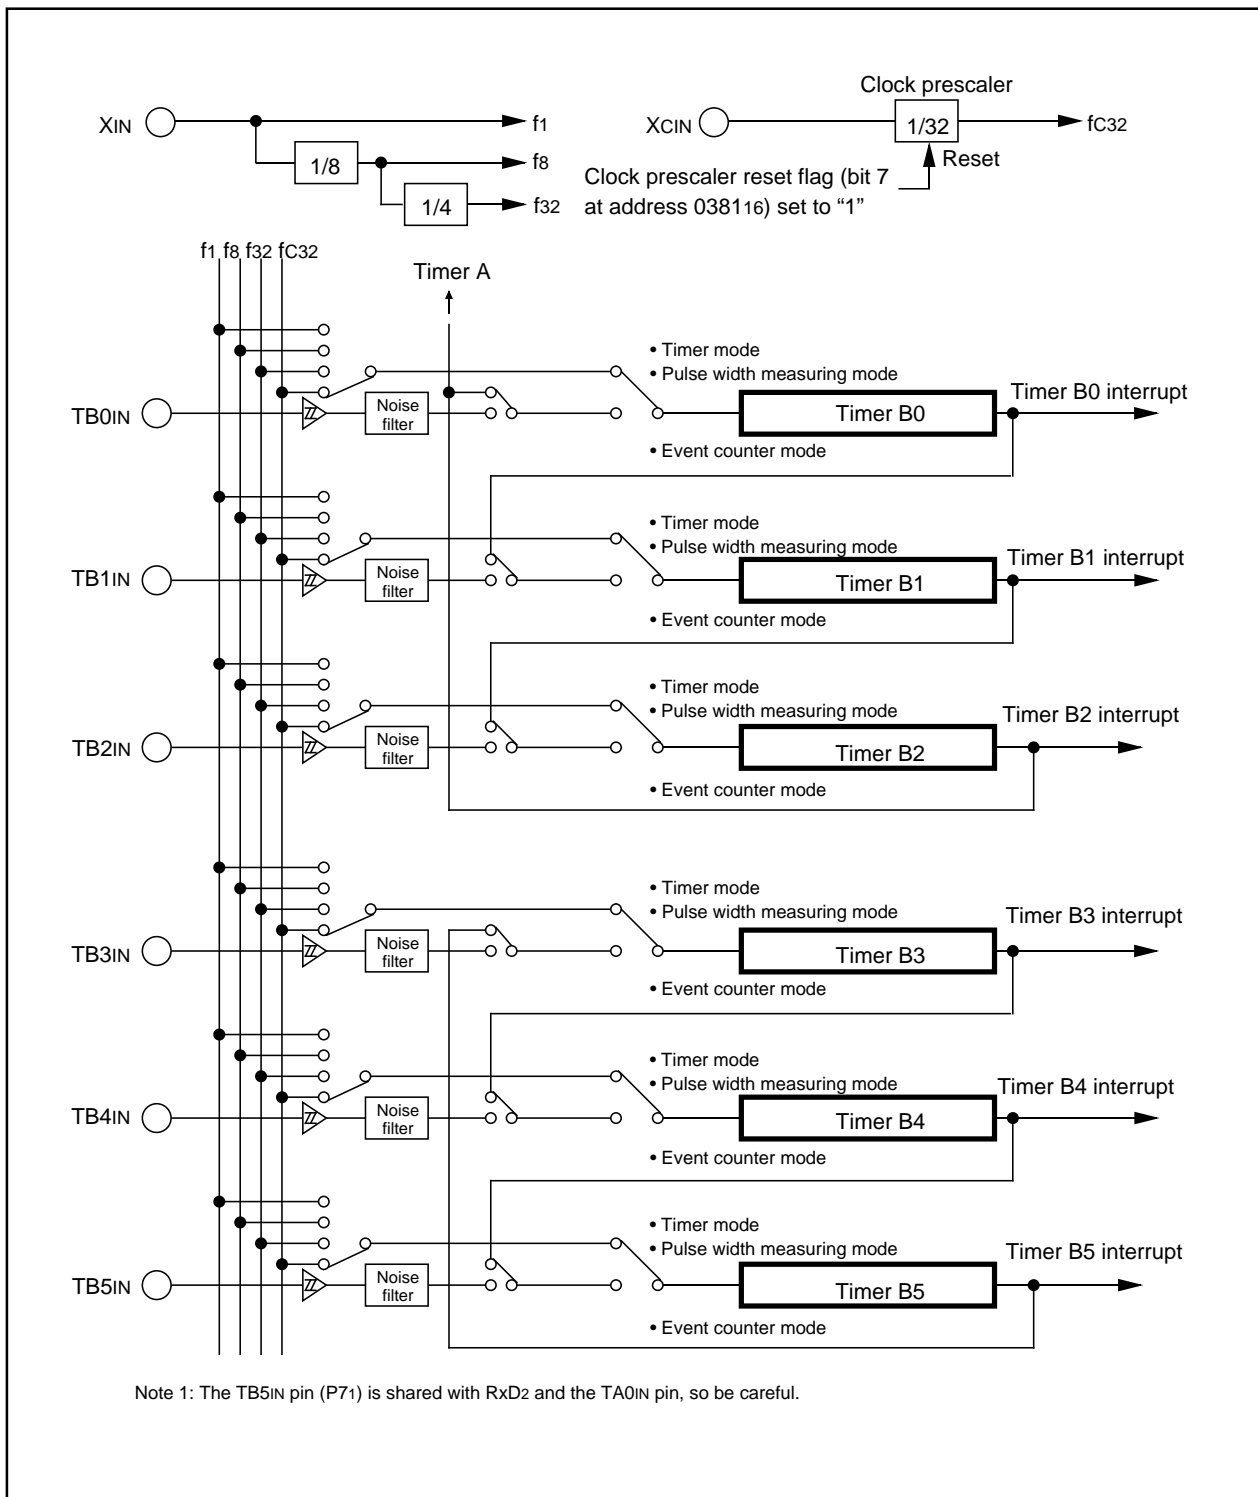 Clock prescaler
XIN
f1
XCIN
1/32
fC32
1/8
f8
Reset
Clock prescaler reset flag (bit 7
at address 038116) set to “1”
1/4
f32
f1 f8 f32 fC32
Timer A
• Timer mode
• Pulse width measuring mode
TB0IN
Noise
filter
Timer B0
Timer B0 interrupt
• Event counter mode
• Timer mode
• Pulse width measuring mode
TB1IN
Noise
filter
Timer B1
Timer B1 interrupt
• Event counter mode
• Timer mode
• Pulse width measuring mode
TB2IN
Noise
filter
Timer B2
Timer B2 interrupt
• Event counter mode
• Timer mode
• Pulse width measuring mode
TB3IN
Noise
filter
Timer B3
Timer B3 interrupt
• Event counter mode
• Timer mode
• Pulse width measuring mode
TB4IN
Noise
filter
Timer B4
Timer B4 interrupt
• Event counter mode
• Timer mode
• Pulse width measuring mode
TB5IN
Noise
filter
Timer B5
Timer B5 interrupt
• Event counter mode
Note 1: The TB5IN pin (P71) is shared with RxD2 and the TA0IN pin, so be careful.